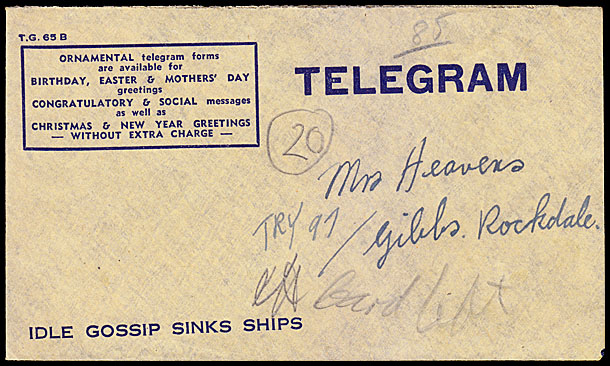 T.G. 65 B
85
ORNAMENTAL telegram forms
are available for
BIRTHDAY, EASTER & MOTHERS' DAY
greetings
CONGRATULATORY & SOCIAL messages
as well as
CHRISTMAS & NEW YEAR GREETINGS
— WITHOUT EXTRA CHARGE —
TELEGRAM
20
Mrs Heavens
TRY 97 / Gibbs. Rockdale.
Card left
IDLE GOSSIP SINKS SHIPS